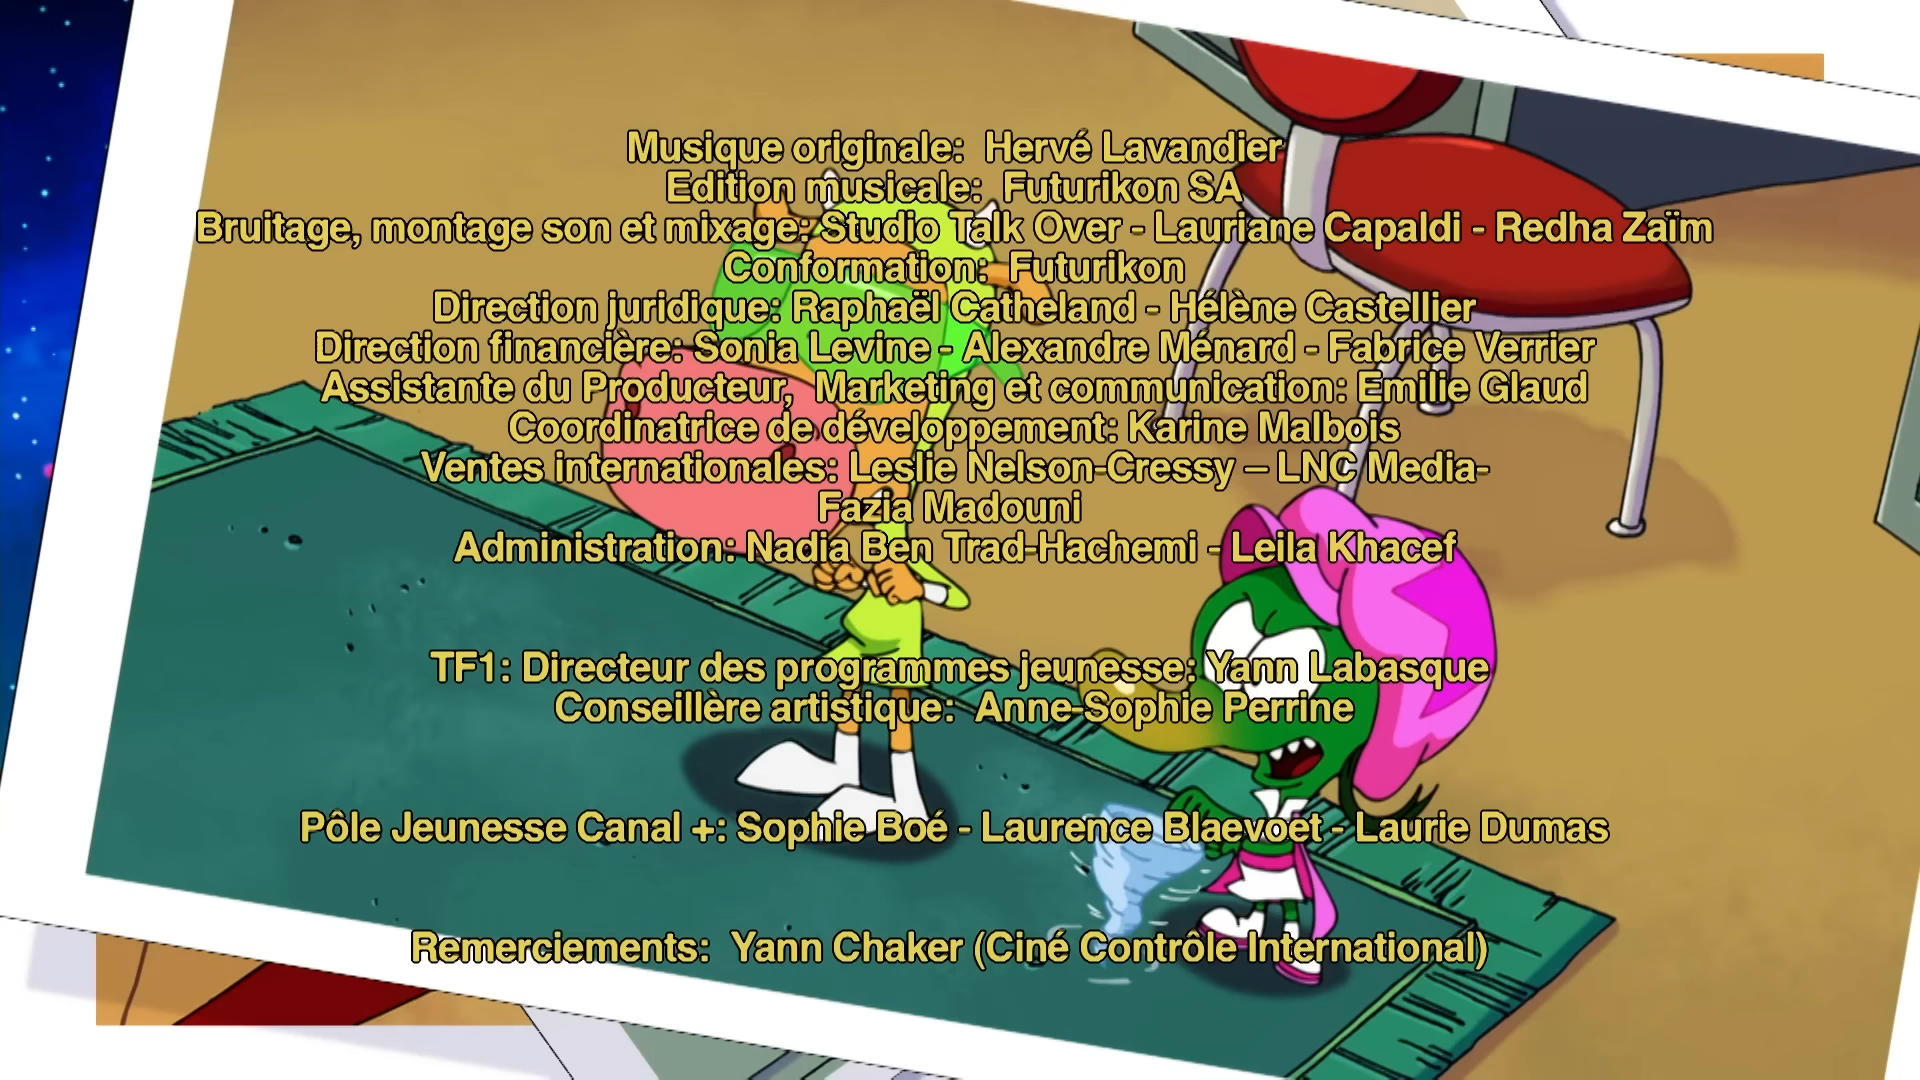 Musique originale:  Hervé Lavandier
Edition musicale:  Futurikon SA
Bruitage, montage son et mixage: Studio Talk Over - Lauriane Capaldi - Redha Zaïm
Conformation:  Futurikon
Direction juridique: Raphaël Catheland - Hélène Castellier
Direction financière: Sonia Levine - Alexandre Ménard - Fabrice Verrier
Assistante du Producteur,  Marketing et communication: Emilie Glaud
Coordinatrice de développement: Karine Malbois
Ventes internationales: Leslie Nelson-Cressy – LNC Media-
Fazia Madouni
Administration: Nadia Ben Trad-Hachemi - Leila Khacef
TF1: Directeur des programmes jeunesse: Yann Labasque
Conseillère artistique:  Anne-Sophie Perrine
Pôle Jeunesse Canal +: Sophie Boé - Laurence Blaevoet - Laurie Dumas
Remerciements:  Yann Chaker (Ciné Contrôle International)